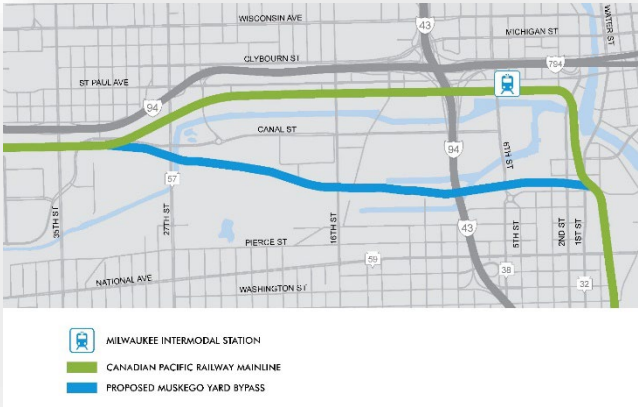 WISCONSIN AVE
43
MICHIGAN ST
WATER ST
CLYBOURN ST
794
ST PAUL AVE
94
CANAL ST
6TH ST
94
57
35TH ST
27TH ST
16TH ST
5TH ST
2ND ST
1ST ST
43
PIERCE ST
59
38
NATIONAL AVE
WASHINGTON ST
32
MILWAUKEE INTERMODAL STATION
CANADIAN PACIFIC RAILWAY MAINLINE
PROPOSED MUSKEGO YARD BYPASS